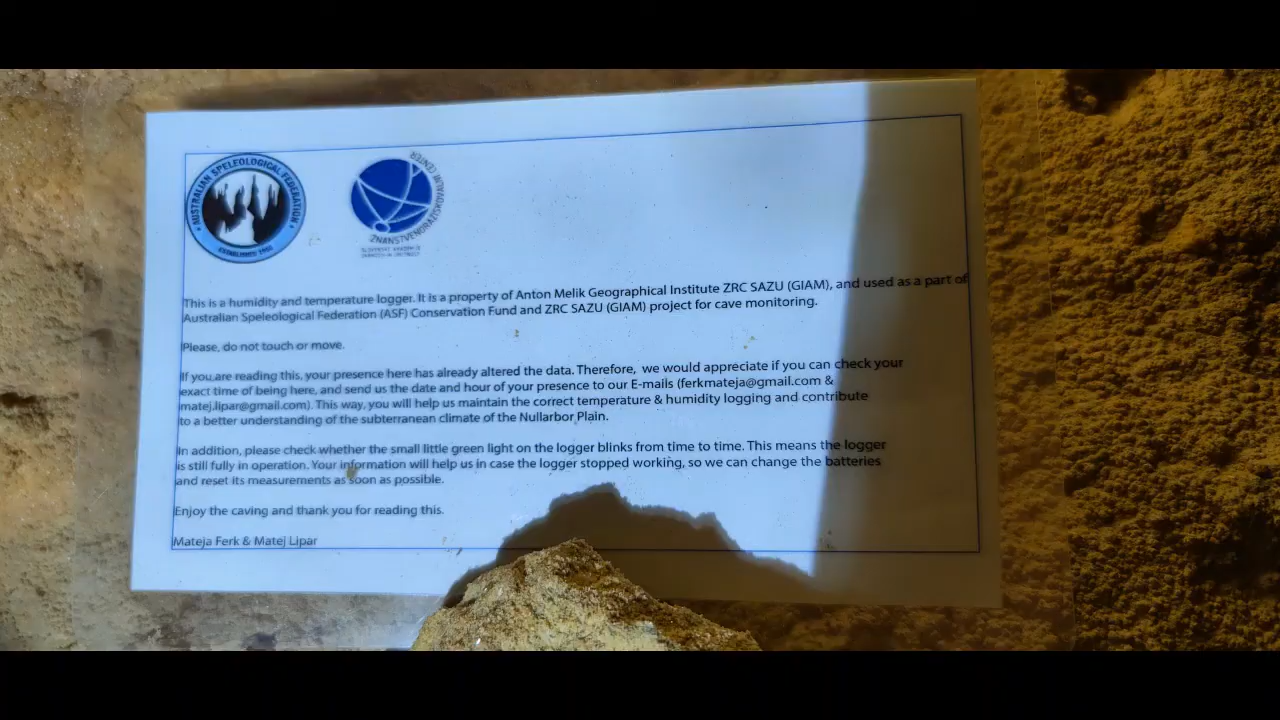 AUSTRALIAN SPELEOLOGICAL FEDERATION
ESTABLISHED 1956
ZNANSTVENORAZISKOVALNI CENTER
This is a humidity and temperature logger. It is a property of Anton Melik Geographical Institute ZRC SAZU (GIAM), and used as a part of
Australian Speleological Federation (ASF) Conservation Fund and ZRC SAZU (GIAM) project for cave monitoring.
Please, do not touch or move.
If you are reading this, your presence here has already altered the data. Therefore, we would appreciate if you can check your
exact time of being here, and send us the date and hour of your presence to our E-mails (ferkmateja@gmail.com &
matej.lipar@gmail.com). This way, you will help us maintain the correct temperature & humidity logging and contribute
to a better understanding of the subterranean climate of the Nullarbor Plain.
In addition, please check whether the small little green light on the logger blinks from time to time. This means the logger
is still fully in operation. Your information will help us in case the logger stopped working, so we can change the batteries
and reset its measurements as soon as possible.
Enjoy the caving and thank you for reading this.
Mateja Ferk & Matej Lipar